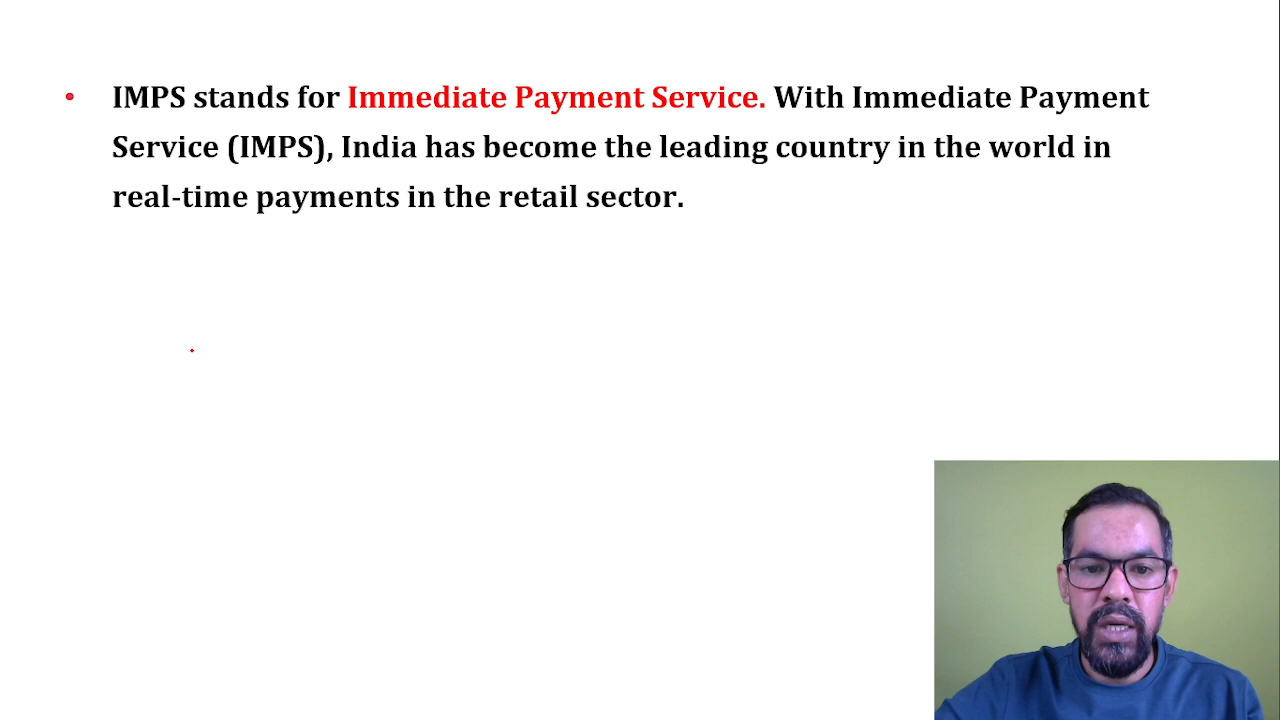 • IMPS stands for Immediate Payment Service. With Immediate Payment
Service (IMPS), India has become the leading country in the world in
real-time payments in the retail sector.